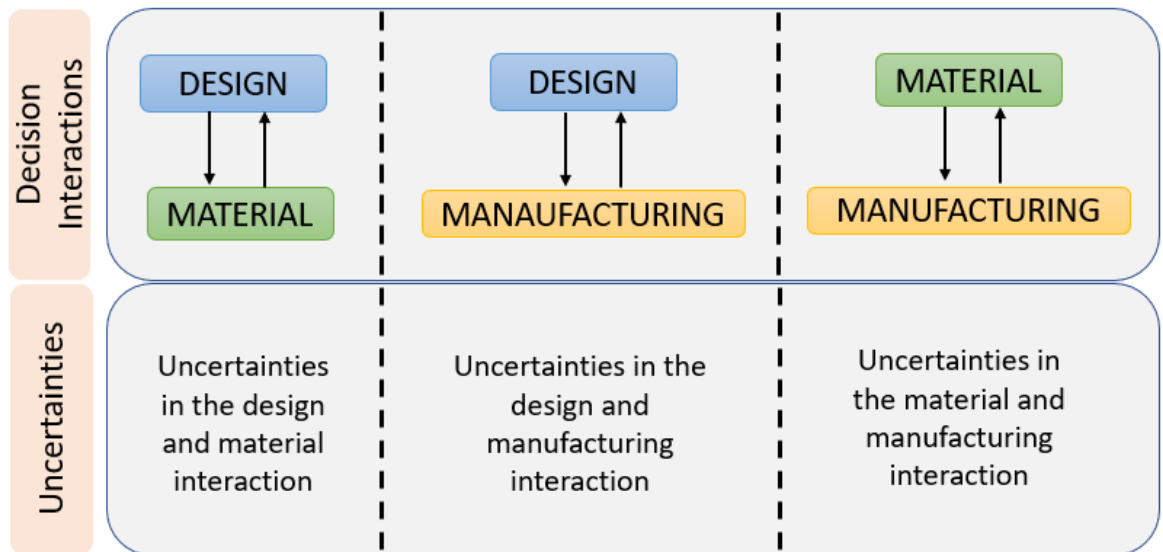 Decision
Interactions
DESIGN
MATERIAL
DESIGN
MANAUFACTURING
MATERIAL
MANUFACTURING
Uncertainties
Uncertainties
in the design
and material
interaction
Uncertainties in the
design and
manufacturing
interaction
Uncertainties in
the material and
manufacturing
interaction